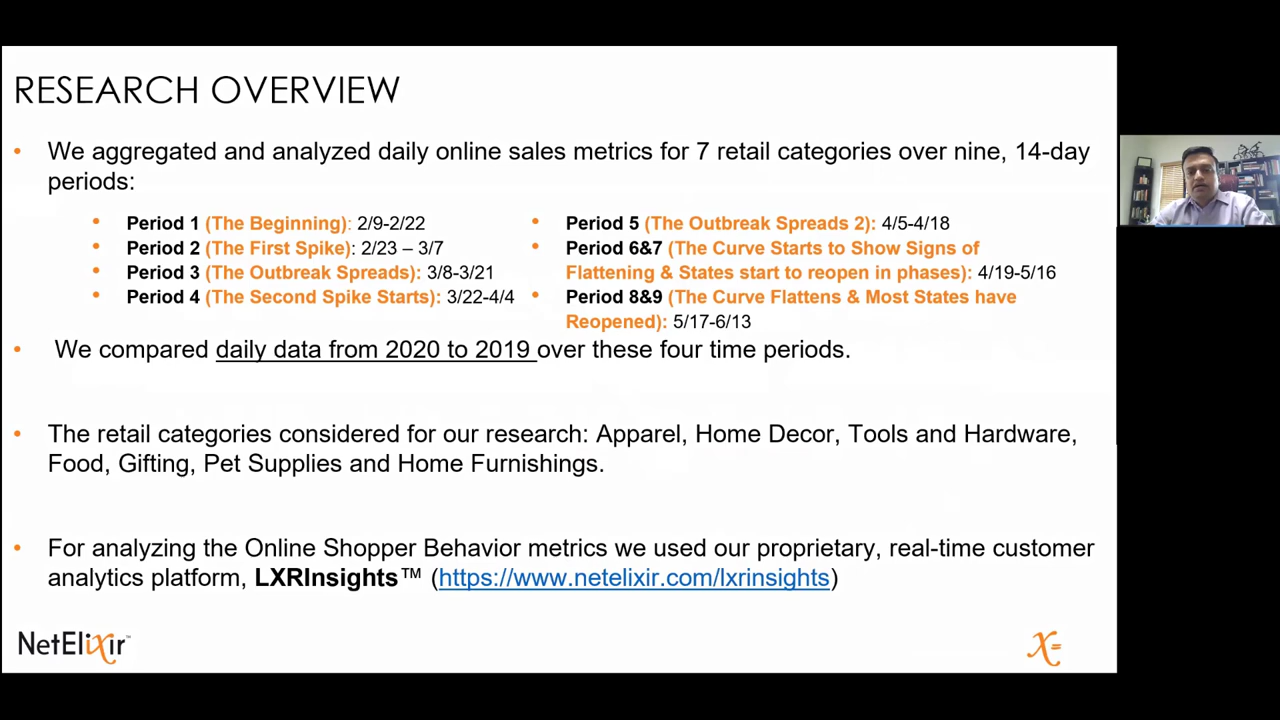 RESEARCH OVERVIEW
• We aggregated and analyzed daily online sales metrics for 7 retail categories over nine, 14-day
periods:
• Period 1 (The Beginning): 2/9-2/22
• Period 2 (The First Spike): 2/23 – 3/7
• Period 3 (The Outbreak Spreads): 3/8-3/21
• Period 4 (The Second Spike Starts): 3/22-4/4
• Period 5 (The Outbreak Spreads 2): 4/5-4/18
• Period 6&7 (The Curve Starts to Show Signs of
Flattening & States start to reopen in phases): 4/19-5/16
• Period 8&9 (The Curve Flattens & Most States have
Reopened): 5/17-6/13
• We compared daily data from 2020 to 2019 over these four time periods.
• The retail categories considered for our research: Apparel, Home Decor, Tools and Hardware,
Food, Gifting, Pet Supplies and Home Furnishings.
• For analyzing the Online Shopper Behavior metrics we used our proprietary, real-time customer
analytics platform, LXRInsights™ (https://www.netelixir.com/lxrinsights)
NetElixir™
X=